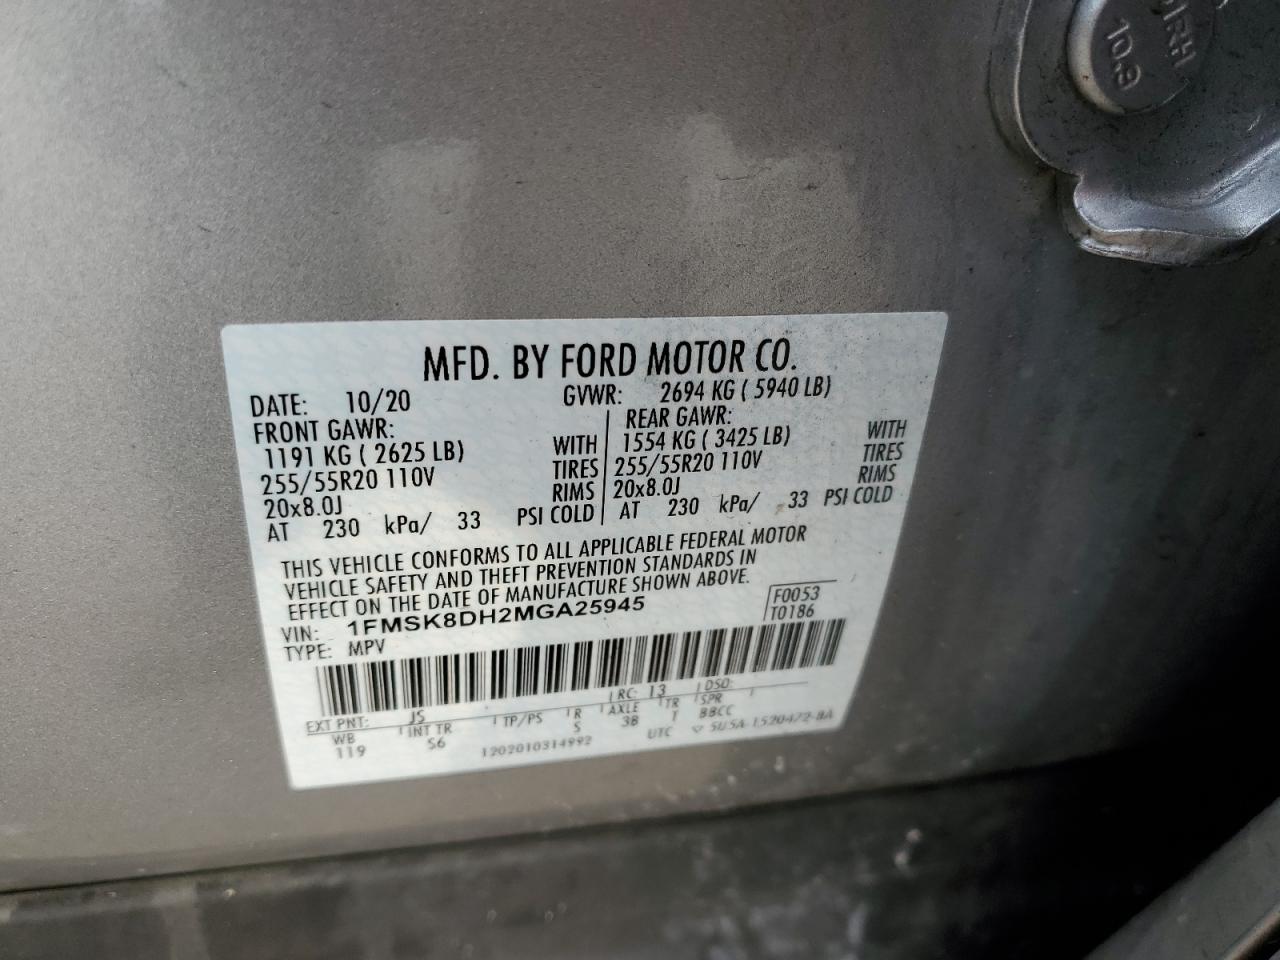 RH
10.9
MFD. BY FORD MOTOR CO.
DATE: 10/20 GVWR: 2694 KG ( 5940 LB)
FRONT GAWR: REAR GAWR:
1191 KG ( 2625 LB) WITH 1554 KG ( 3425 LB) WITH
255/55R20 110V TIRES 255/55R20 110V TIRES
20x8.0J RIMS 20x8.0J RIMS
AT 230 kPa/ 33 PSI COLD AT 230 kPa/ 33 PSI COLD
THIS VEHICLE CONFORMS TO ALL APPLICABLE FEDERAL MOTOR
VEHICLE SAFETY AND THEFT PREVENTION STANDARDS IN
EFFECT ON THE DATE OF MANUFACTURE SHOWN ABOVE.
VIN: 1FMSK8DH2MGA25945 F0053
TYPE: MPV T0186
EXT PNT: JS RC: 13 DSO:
WB INT TR TP/PS R AXLE TR SPR
119 S6 S 3B T BBCC
1202010314992 UTC 5U5A-1520472-BA